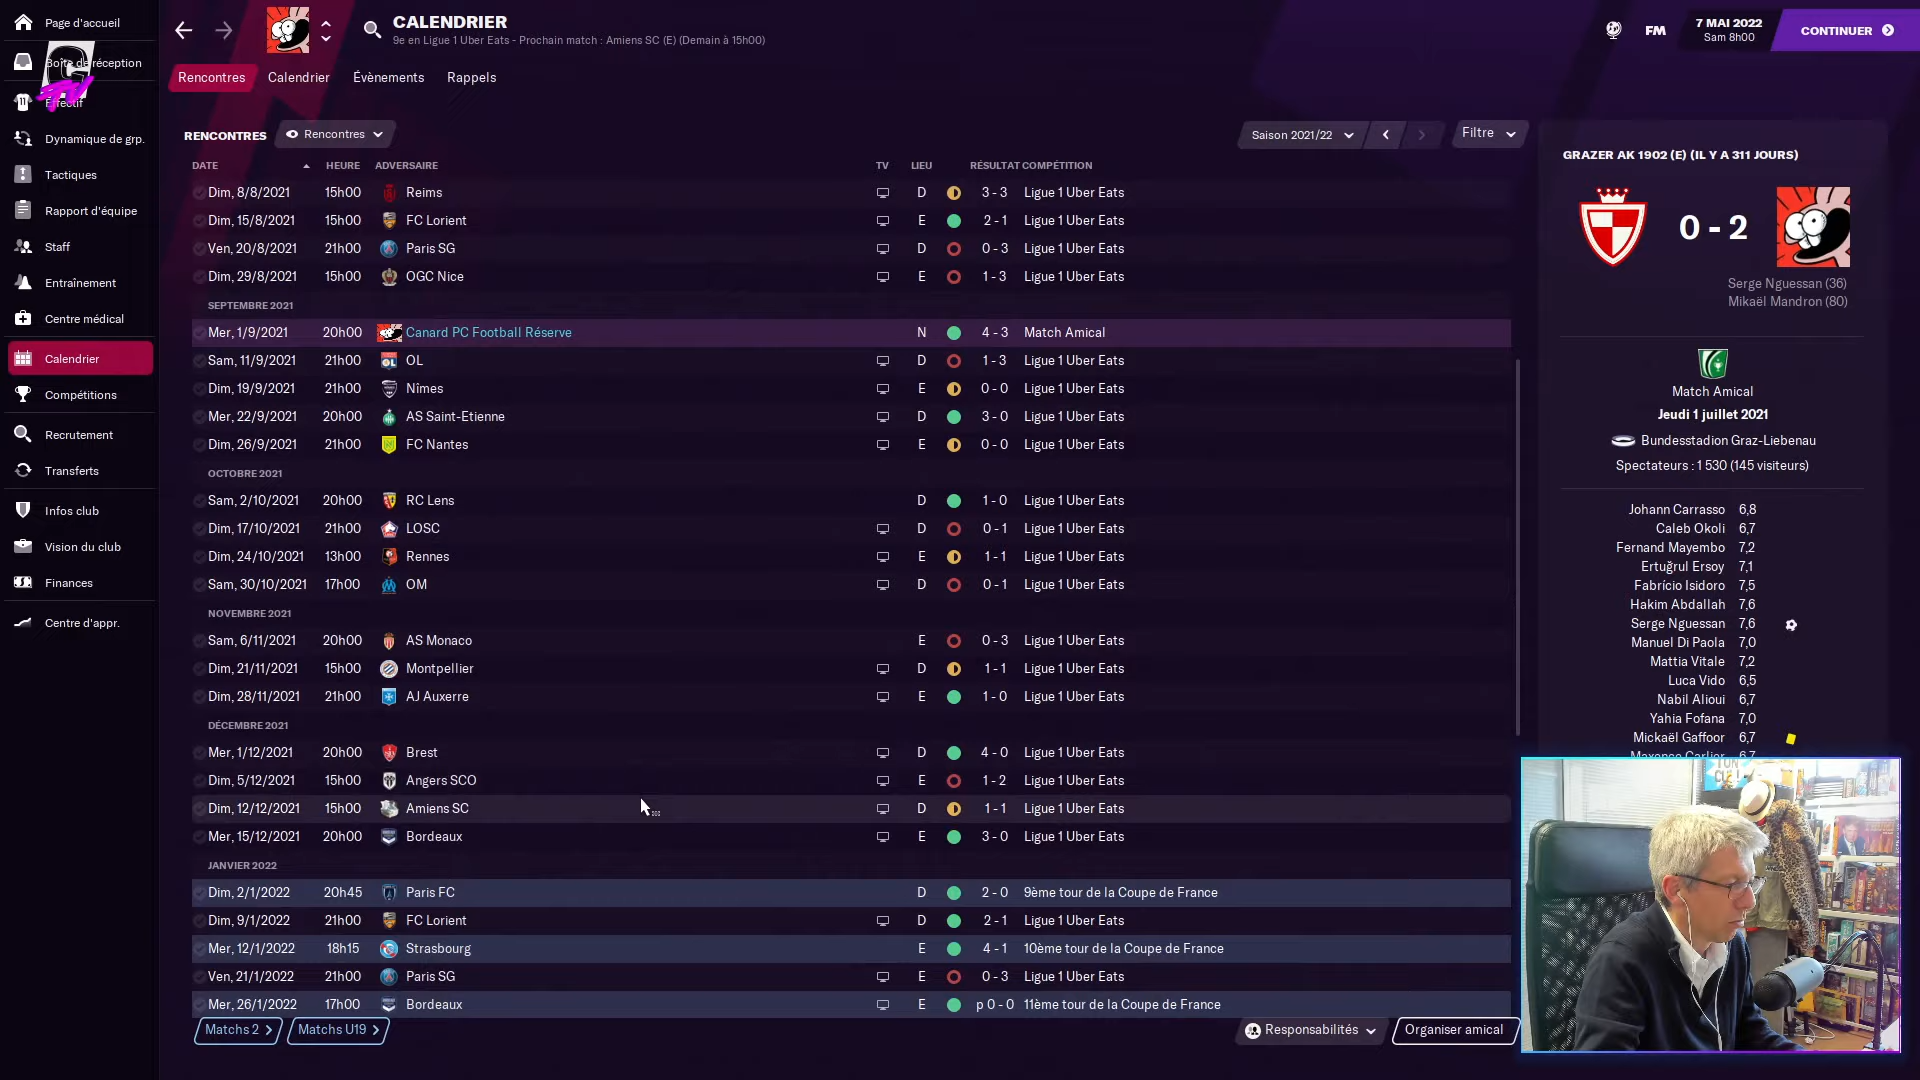 Page d'accueil
Boîte de réception
Effectif
Dynamique de grp.
Tactiques
Rapport d'équipe
Staff
Entraînement
Centre médical
Calendrier
Compétitions
Recrutement
Transferts
Infos club
Vision du club
Finances
Centre d'appr.
CALENDRIER
9e en Ligue 1 Uber Eats - Prochain match : Amiens SC (E) (Demain à 15h00)
FM
7 MAI 2022
Sam 8h00
CONTINUER
Rencontres Calendrier Évènements Rappels
RENCONTRES Rencontres Saison 2021/22 Filtre
DATE HEURE ADVERSAIRE TV LIEU RÉSULTAT COMPÉTITION
Dim, 8/8/2021 15h00 Reims D 3 - 3 Ligue 1 Uber Eats
Dim, 15/8/2021 15h00 FC Lorient E 2 - 1 Ligue 1 Uber Eats
Ven, 20/8/2021 21h00 Paris SG D 0 - 3 Ligue 1 Uber Eats
Dim, 29/8/2021 15h00 OGC Nice E 1 - 3 Ligue 1 Uber Eats
SEPTEMBRE 2021
Mer, 1/9/2021 20h00 Canard PC Football Réserve N 4 - 3 Match Amical
Sam, 11/9/2021 21h00 OL D 1 - 3 Ligue 1 Uber Eats
Dim, 19/9/2021 21h00 Nîmes E 0 - 0 Ligue 1 Uber Eats
Mer, 22/9/2021 20h00 AS Saint-Etienne D 3 - 0 Ligue 1 Uber Eats
Dim, 26/9/2021 21h00 FC Nantes E 0 - 0 Ligue 1 Uber Eats
OCTOBRE 2021
Sam, 2/10/2021 20h00 RC Lens D 1 - 0 Ligue 1 Uber Eats
Dim, 17/10/2021 21h00 LOSC D 0 - 1 Ligue 1 Uber Eats
Dim, 24/10/2021 13h00 Rennes E 1 - 1 Ligue 1 Uber Eats
Sam, 30/10/2021 17h00 OM D 0 - 1 Ligue 1 Uber Eats
NOVEMBRE 2021
Sam, 6/11/2021 20h00 AS Monaco E 0 - 3 Ligue 1 Uber Eats
Dim, 21/11/2021 15h00 Montpellier D 1 - 1 Ligue 1 Uber Eats
Dim, 28/11/2021 21h00 AJ Auxerre E 1 - 0 Ligue 1 Uber Eats
DÉCEMBRE 2021
Mer, 1/12/2021 20h00 Brest D 4 - 0 Ligue 1 Uber Eats
Dim, 5/12/2021 15h00 Angers SCO E 1 - 2 Ligue 1 Uber Eats
Dim, 12/12/2021 15h00 Amiens SC D 1 - 1 Ligue 1 Uber Eats
Mer, 15/12/2021 20h00 Bordeaux E 3 - 0 Ligue 1 Uber Eats
JANVIER 2022
Dim, 2/1/2022 20h45 Paris FC D 2 - 0 9ème tour de la Coupe de France
Dim, 9/1/2022 21h00 FC Lorient D 2 - 1 Ligue 1 Uber Eats
Mer, 12/1/2022 18h15 Strasbourg E 4 - 1 10ème tour de la Coupe de France
Ven, 21/1/2022 21h00 Paris SG E 0 - 3 Ligue 1 Uber Eats
Mer, 26/1/2022 17h00 Bordeaux E p 0 - 0 11ème tour de la Coupe de France
Matchs 2 Matchs U19 Responsabilités Organiser amical
GRAZER AK 1902 (E) (IL Y A 311 JOURS)
0 - 2
Serge Nguessan (36)
Mikaël Mandron (80)
Match Amical
Jeudi 1 juillet 2021
Bundesstadion Graz-Liebenau
Spectateurs : 1 530 (145 visiteurs)
Johann Carrasso 6,8
Caleb Okoli 6,7
Fernand Mayembo 7,2
Ertuğrul Ersoy 7,1
Fabrício Isidoro 7,5
Hakim Abdallah 7,6
Serge Nguessan 7,6
Manuel Di Paola 7,0
Mattia Vitale 7,2
Luca Vido 6,5
Nabil Alioui 6,7
Yahia Fofana 7,0
Mickaël Gaffoor 6,7
Maxence Carlier 6,7